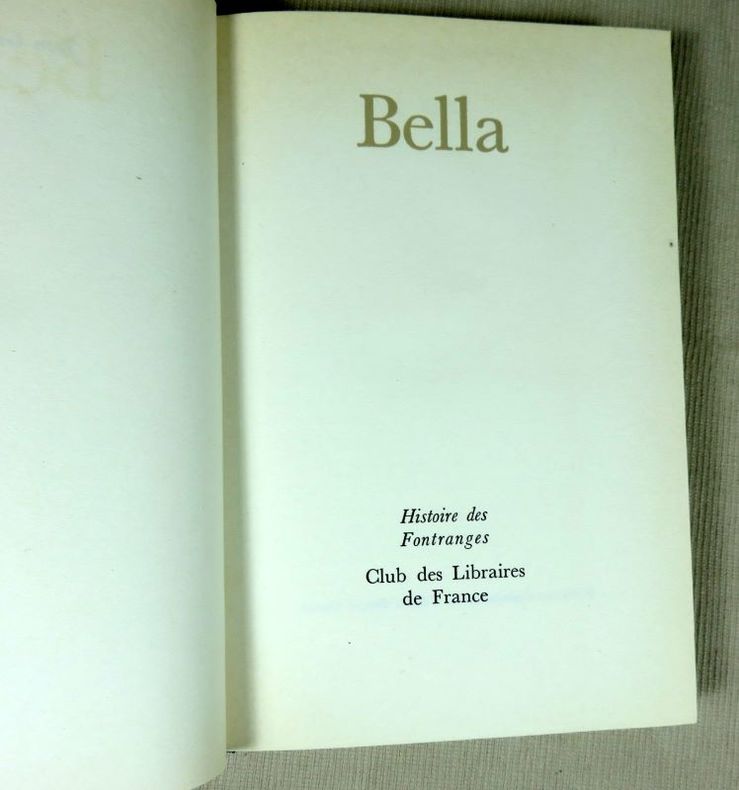 Bella
Histoire des
Fontranges
Club des Libraires
de France